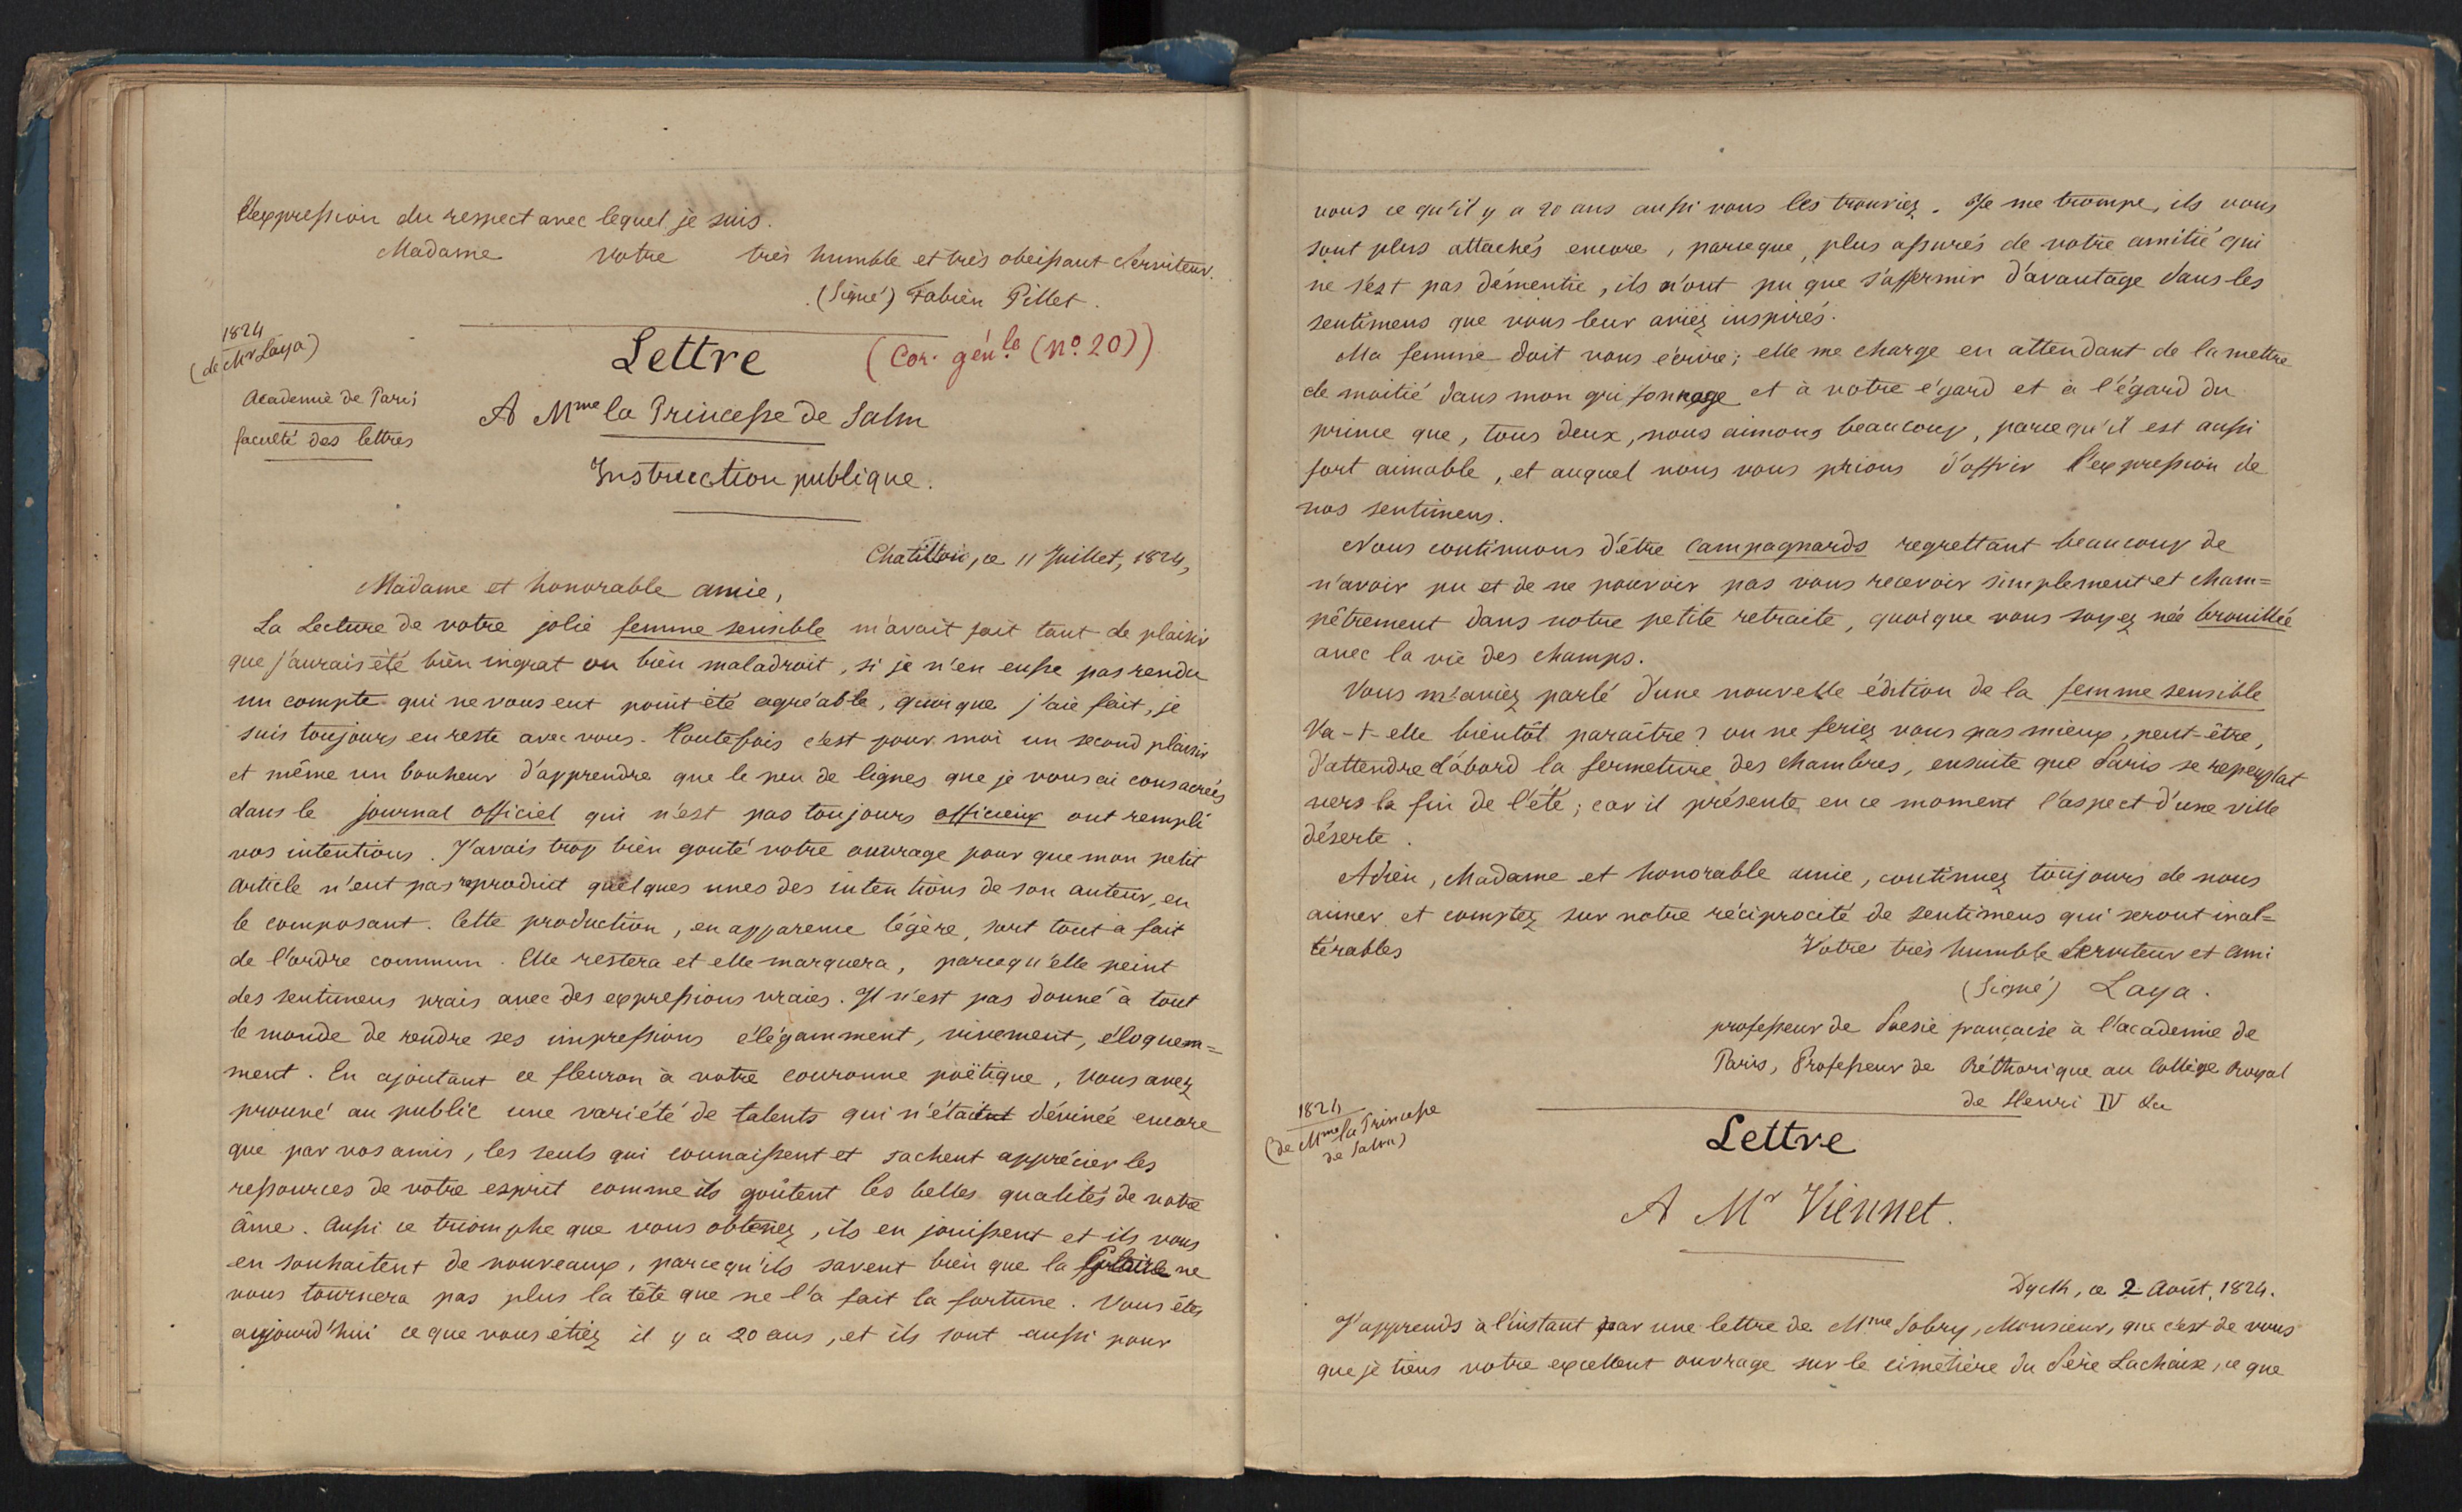 l'expression du respect avec lequel je suis.
Madame votre très humble et très obeissant Serviteur.
(Signé) Fabien Pillet.
1824
(de Mr Laya)
Lettre (Cor. génle (No. 20))
Academie de Paris
faculté des lettres
A Mme la Princesse de Salm
Instruction publique.
Chatillon, ce 11 Juillet, 1824,
Madame et honorable amie,
La Lecture de votre jolie femme sensible m'avait fait tant de plaisir
que j'aurais été bien ingrat ou bien maladroit, si je n'en eusse pas rendu
un compte qui ne vous eut point été agréable, quoique j'aie fait, je
suis toujours en reste avec vous. Toutefois c'est pour moi un second plaisir
et même un bonheur d'apprendre que le peu de lignes que je vous ai consacrées
dans le journal officiel qui n'est pas toujours officieux ont rempli
vos intentions. J'avais trop bien gouté votre ouvrage pour que mon petit
article n'eut pas reproduit quelques unes des intentions de son auteur, en
le composant. Cette production, en apparence légère, sort tout à fait
de l'ordre commun. Elle restera et elle marquera, parcequ'elle peint
des sentimens vrais avec des expressions vraies. Il n'est pas donné à tout
le monde de rendre ses impressions élégamment, vivement, éloquem=
ment. En ajoutant ce fleuron à votre couronne poëtique, vous avez
prouvé au public une variété de talents qui n'était dévinée encore
que par vos amis, les seuls qui connaissent et sachent apprécier les
ressources de votre esprit comme ils goûtent les belles qualités de votre
âme. Aussi ce triomphe que vous obtenez, ils en jouissent et ils vous
en souhaitent de nouveaux, parcequ'ils savent bien que la gloire ne
vous tournera pas plus la tête que ne l'a fait la fortune. Vous êtes
aujourd'hui ce que vous étiez il y a 20 ans, et ils sont aussi pour
vous ce qu'il y a 20 ans aussi vous les trouviez. Je me trompe, ils vous
sont plus attachés encore, parceque, plus assurés de votre amitié qui
ne s'est pas démentie, ils n'ont pu que s'affermir d'avantage dans les
sentimens que vous leur aviez inspirés.
Ma femme doit vous écrire; elle me charge en attendant de la mettre
de moitié dans mon grifonnage et à votre égard et à l'égard du
prince que, tous deux, nous aimons beaucoup, parcequ'il est aussi
fort aimable, et auquel nous vous prions d'offrir l'expression de
nos sentimens.
Nous continuons d'être campagnards regrettant beaucoup de
n'avoir pu et de ne pouvoir pas vous recevoir simplement et cham=
pêtrement dans notre petite retraite, quoique vous soyez née brouillée
avec la vie des champs.
Vous m'aviez parlé d'une nouvelle édition de la femme sensible
Va-t-elle bientôt paraître? ou ne feriez vous pas mieux, peut-être,
d'attendre d'abord la fermeture des chambres, ensuite que Paris se repeuplat
vers la fin de l'été; car il présente en ce moment l'aspect d'une ville
déserte.
Adieu, Madame et honorable amie, continuez toujours de nous
aimer et comptez sur notre réciprocité de sentimens qui seront inal=
térables Votre très humble Serviteur et ami
(Signé) Laya.
professeur de Poesie française à l'academie de
Paris, Professeur de Réthorique au Collège Royal
de Henri IV &a
1824
(de Mme la Princesse
de Salm)
Lettre
A Mr Viennet.
Dyck, ce 2 Août, 1824.
J'apprends à l'instant par une lettre de Mme Sobry, Monsieur, que c'est de vous
que je tiens votre excellent ouvrage sur le cimetière du Père Lachaise, ce que